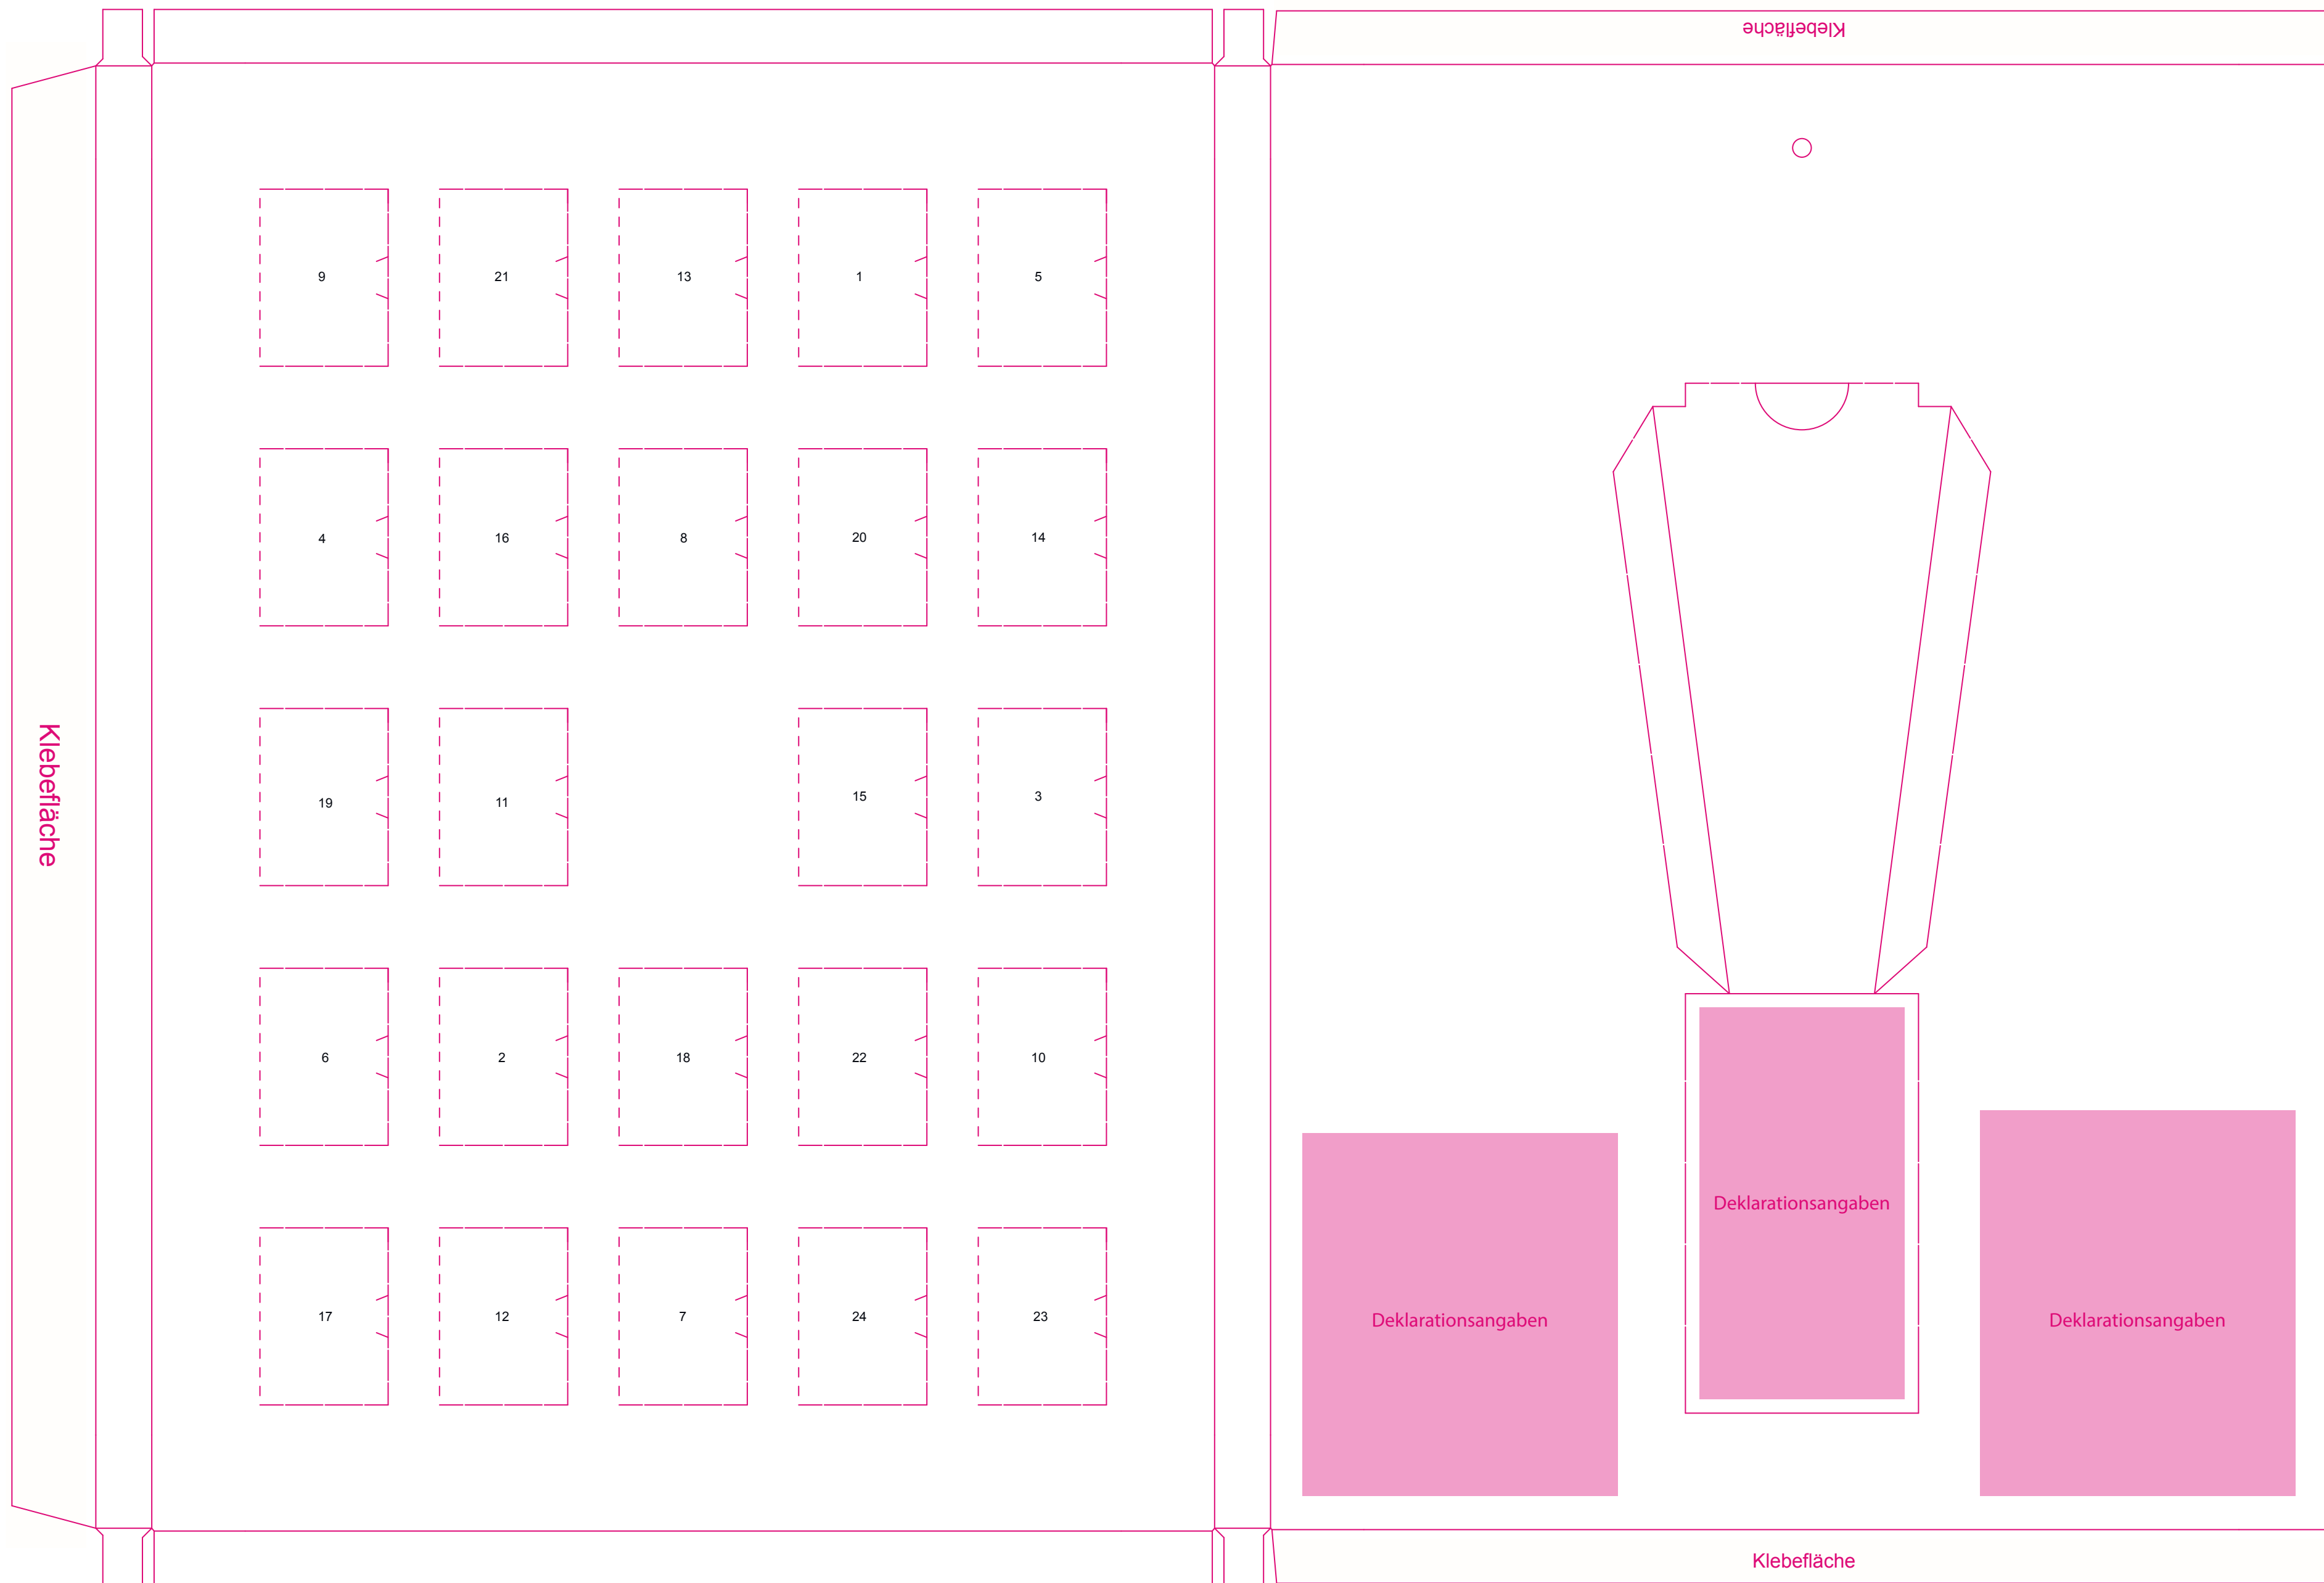 Klebefläche
9 21 13 1 5
4 16 8 20 14
19 11 15 3
Klebefläche
6 2 18 22 10
Deklarationsangaben
17 12 7 24 23
Deklarationsangaben
Deklarationsangaben
Klebefläche